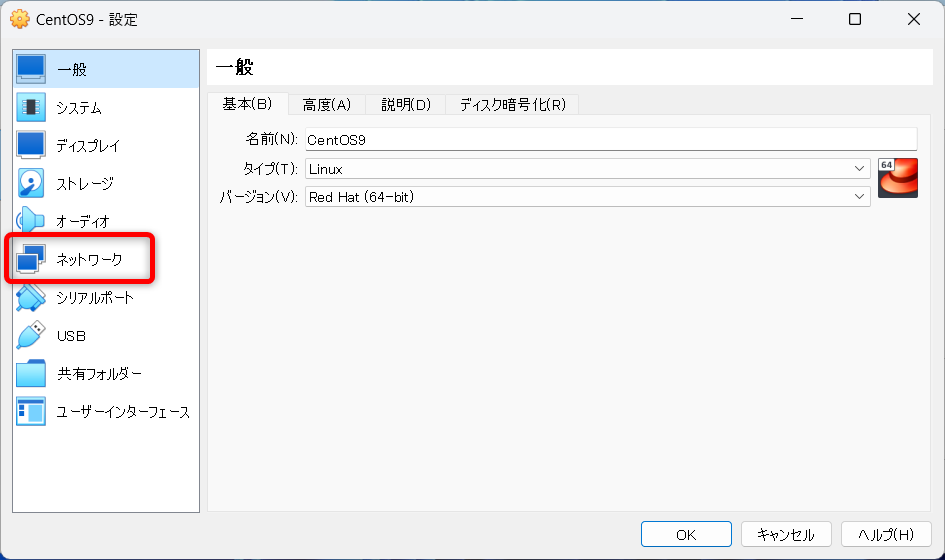 CentOS9 - 設定
一般
システム
ディスプレイ
ストレージ
オーディオ
ネットワーク
シリアルポート
USB
共有フォルダー
ユーザーインターフェース
一般
基本(B) 高度(A) 説明(D) ディスク暗号化(R)
名前(N): CentOS9
タイプ(T): Linux
64
バージョン(V): Red Hat (64-bit)
OK キャンセル ヘルプ(H)